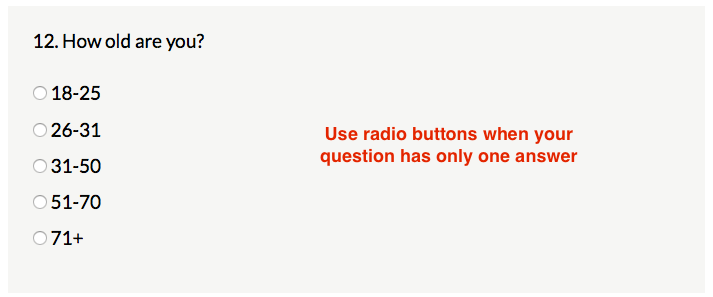 12. How old are you?
18-25
26-31
31-50
51-70
71+
Use radio buttons when your
question has only one answer